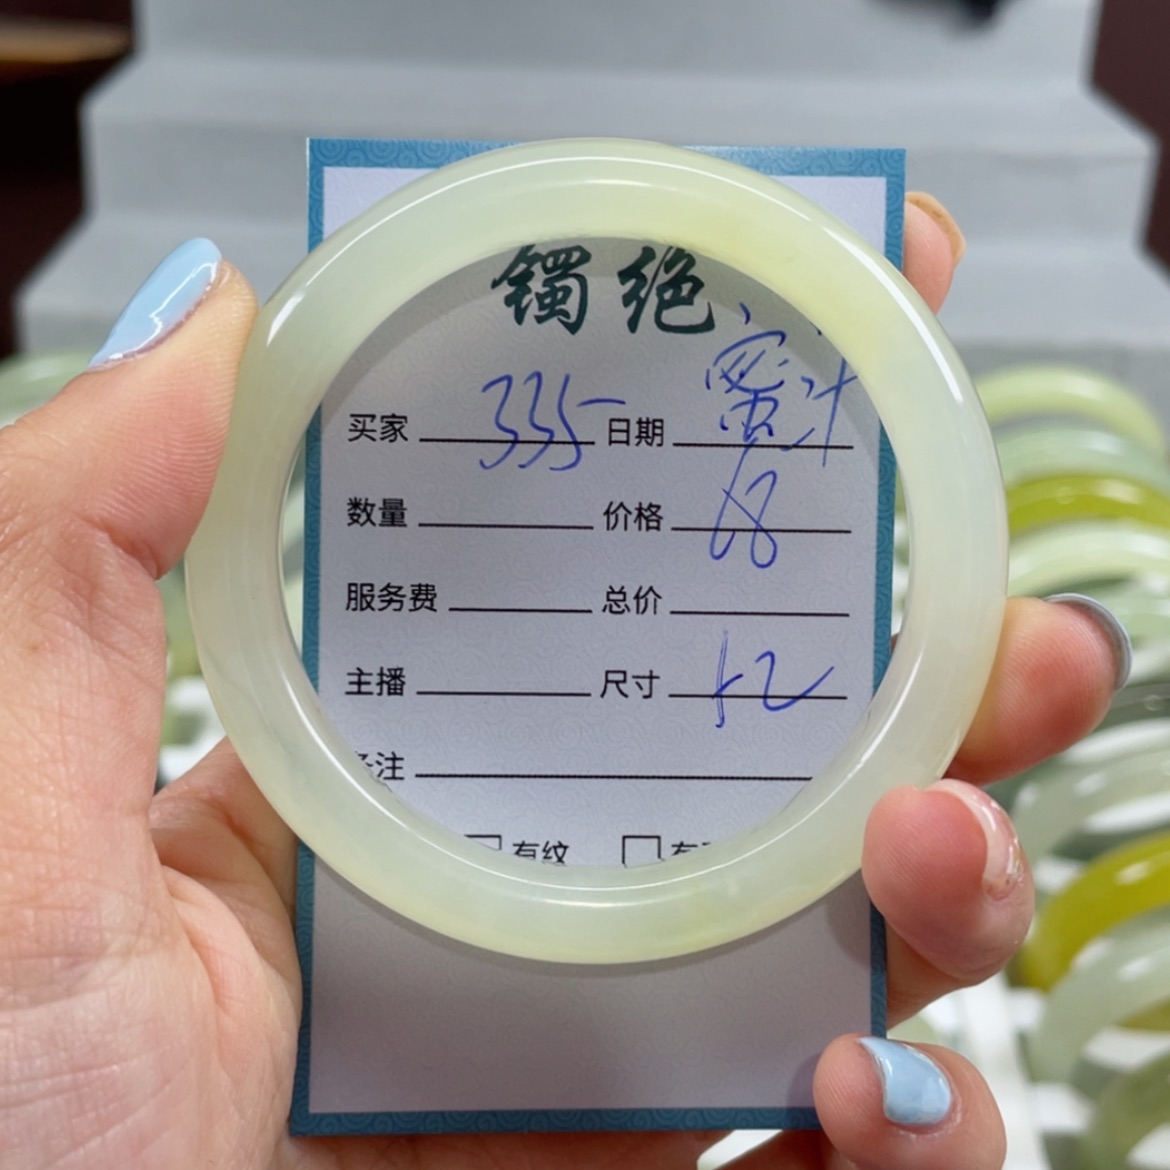 镯绝
蜜汁
买家 335 日期
数量 价格 68
服务费 总价
主播 尺寸 52
备注
有纹 有